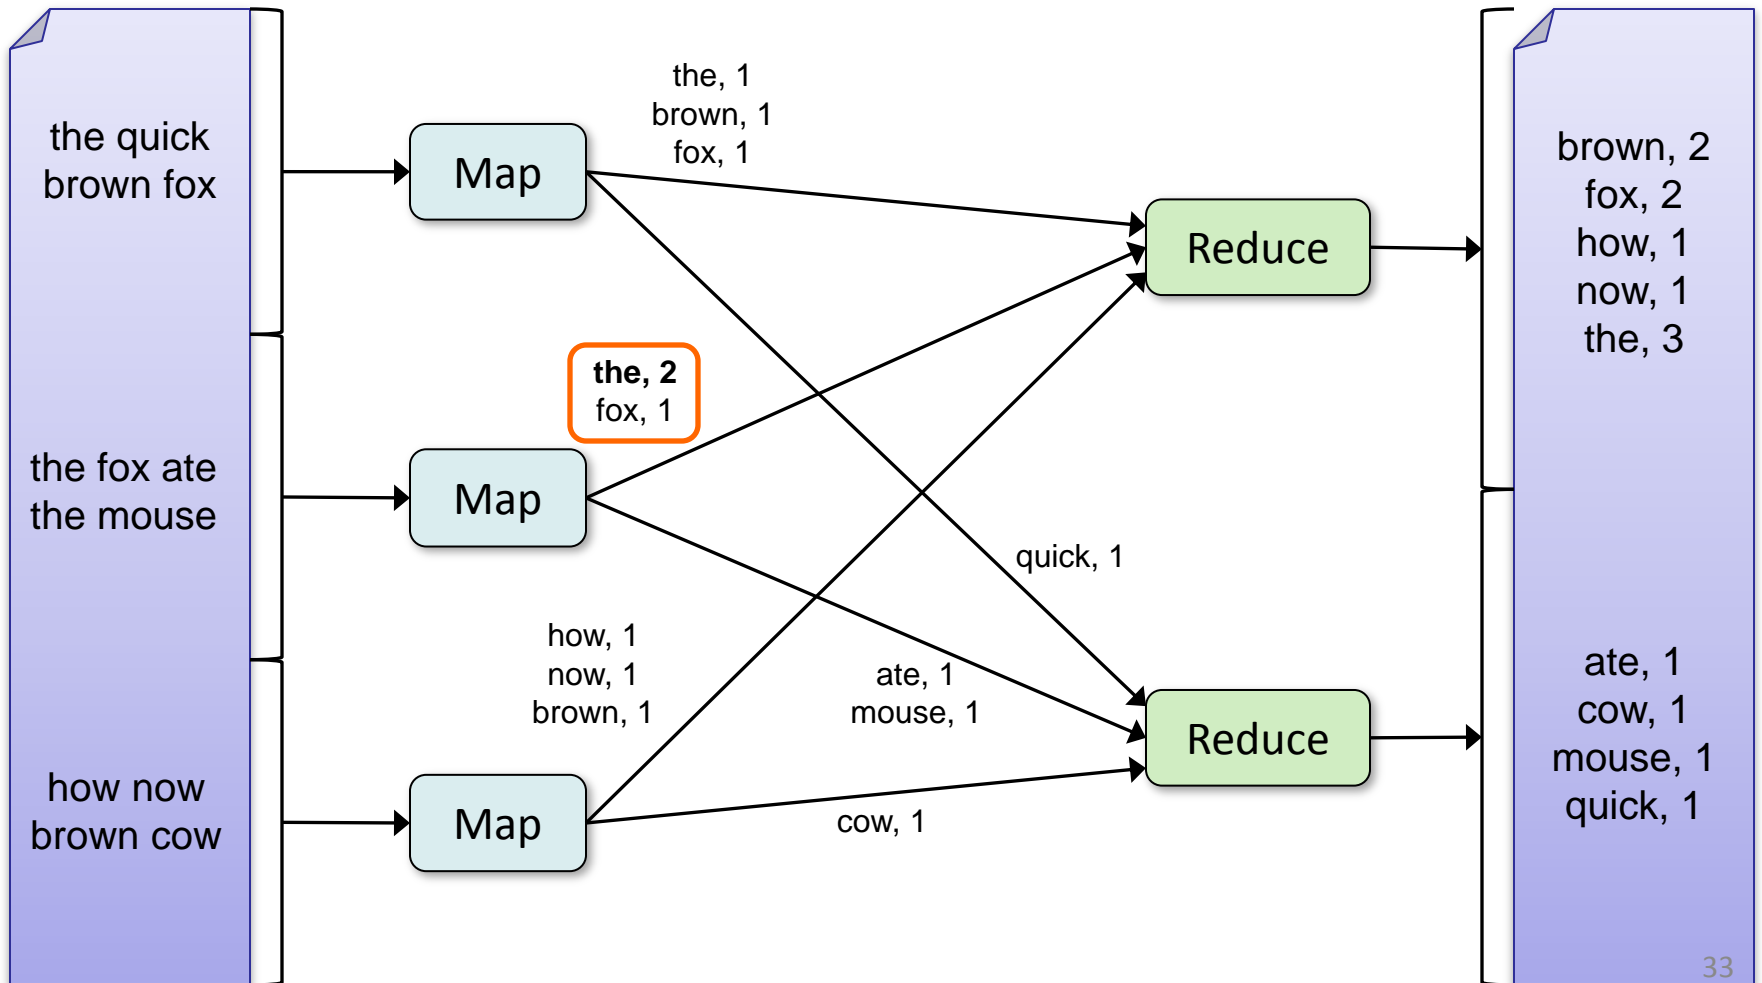 the quick
brown fox
the fox ate
the mouse
how now
brown cow
Map
Map
Map
the, 1
brown, 1
fox, 1
the, 2
fox, 1
how, 1
now, 1
brown, 1
quick, 1
ate, 1
mouse, 1
cow, 1
Reduce
Reduce
brown, 2
fox, 2
how, 1
now, 1
the, 3
ate, 1
cow, 1
mouse, 1
quick, 1
33